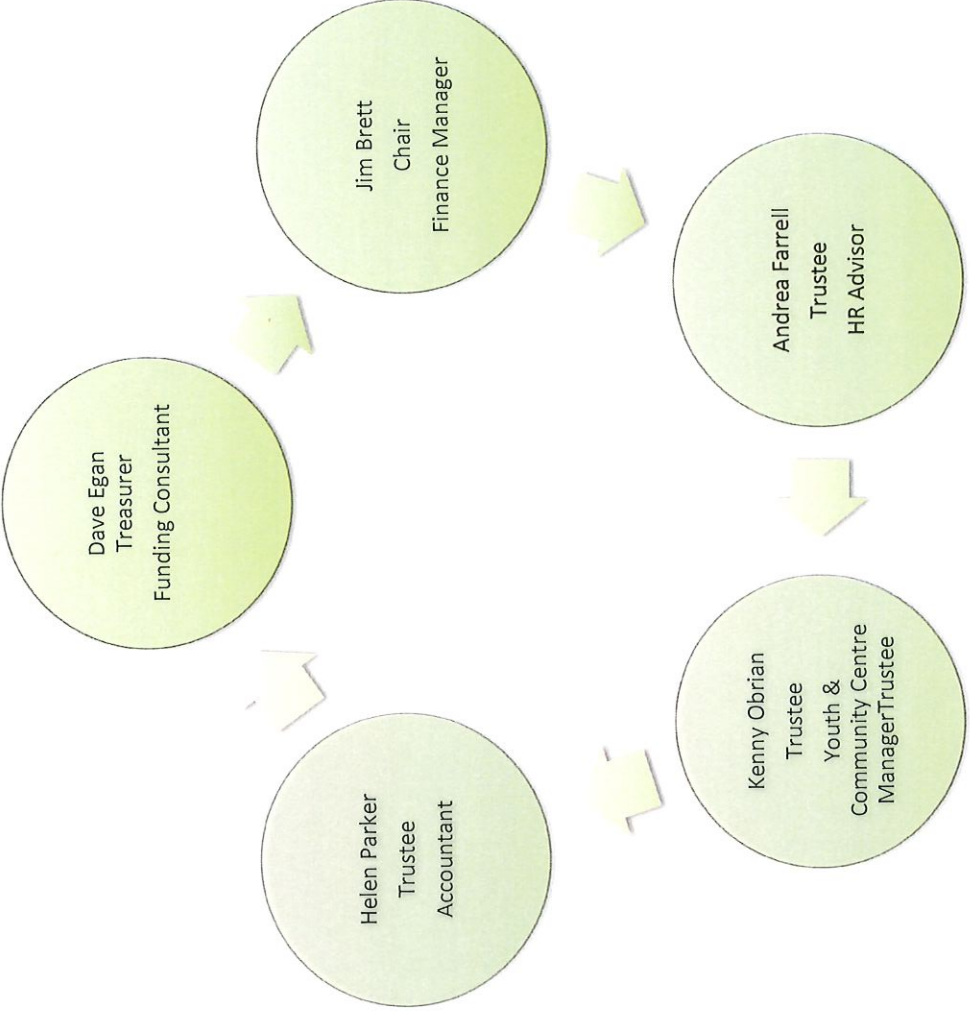 Dave Egan
Treasurer
Funding Consultant
Jim Brett
Chair
Finance Manager
Andrea Farrell
Trustee
HR Advisor
Kenny Obrian
Trustee
Youth &
Community Centre
ManagerTrustee
Helen Parker
Trustee
Accountant